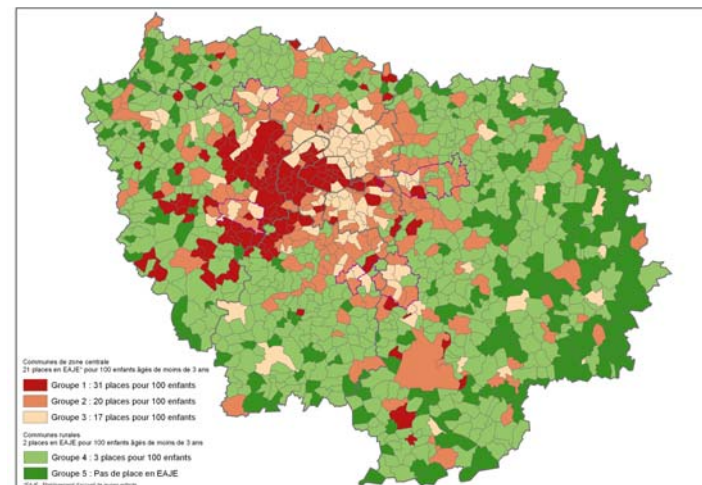 Communes de zone centrale
21 places en EAJE* pour 100 enfants âgés de moins de 3 ans
Groupe 1 : 31 places pour 100 enfants
Groupe 2 : 20 places pour 100 enfants
Groupe 3 : 17 places pour 100 enfants
Communes rurales
2 places en EAJE pour 100 enfants âgés de moins de 3 ans
Groupe 4 : 3 places pour 100 enfants
Groupe 5 : Pas de place en EAJE